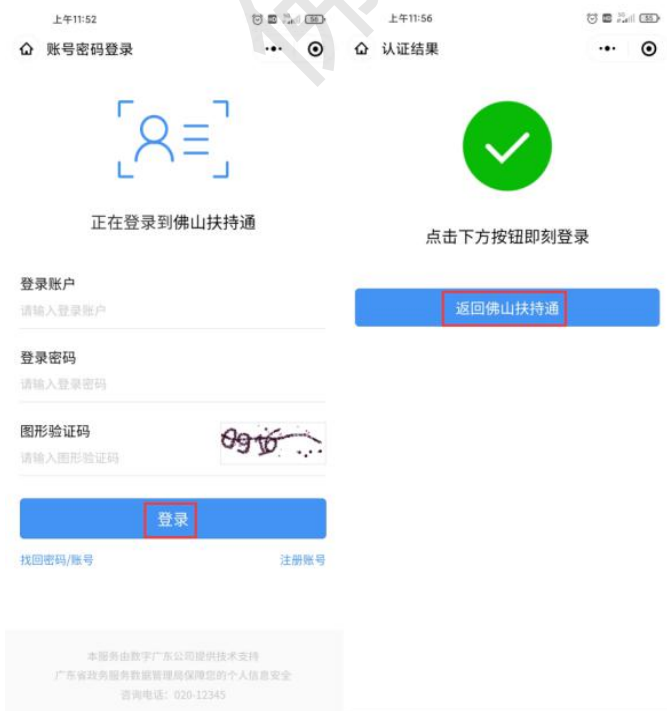 上午11:52
56
账号密码登录
正在登录到佛山扶持通
登录账户
请输入登录账户
登录密码
请输入登录密码
图形验证码
请输入图形验证码
登录
找回密码/账号
注册账号
本服务由数字广东公司提供技术支持
广东省政务服务数据管理局保障您的个人信息安全
咨询电话：020-12345
佛
上午11:56
55
认证结果
点击下方按钮即刻登录
返回佛山扶持通